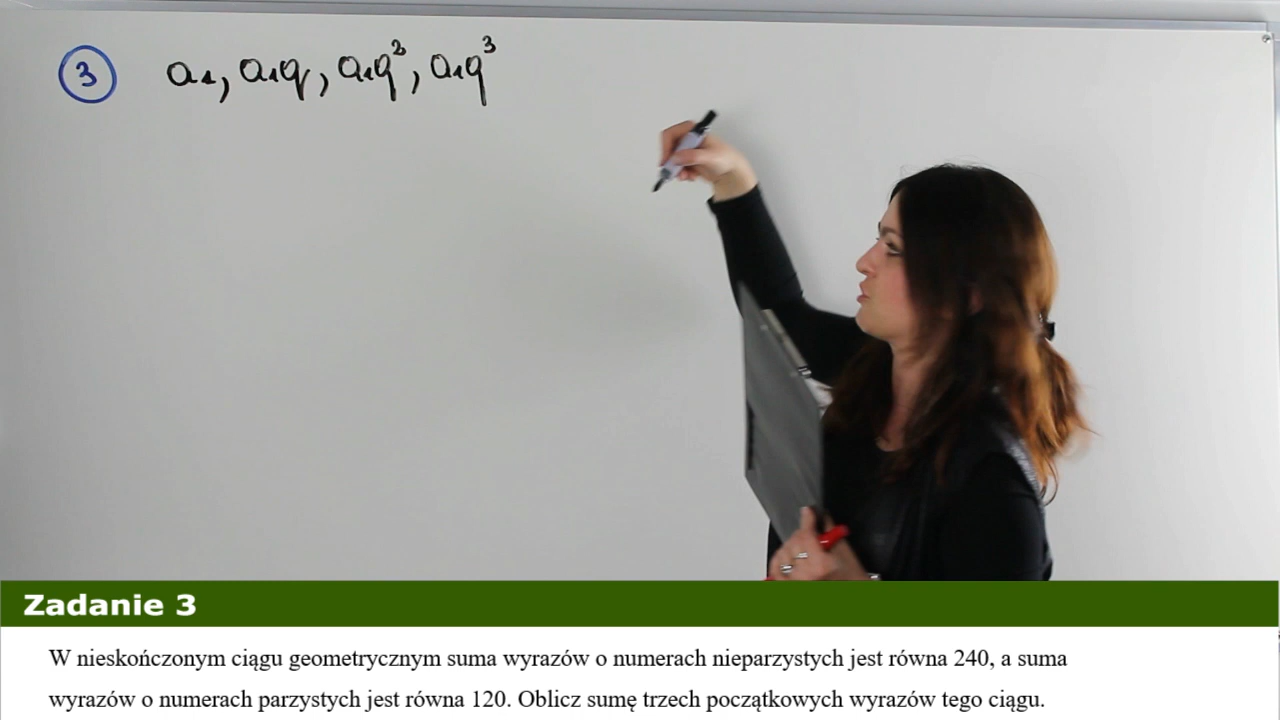 3 a₁, a₁q, a₁q², a₁q³
Zadanie 3
W nieskończonym ciągu geometrycznym suma wyrazów o numerach nieparzystych jest równa 240, a suma
wyrazów o numerach parzystych jest równa 120. Oblicz sumę trzech początkowych wyrazów tego ciągu.